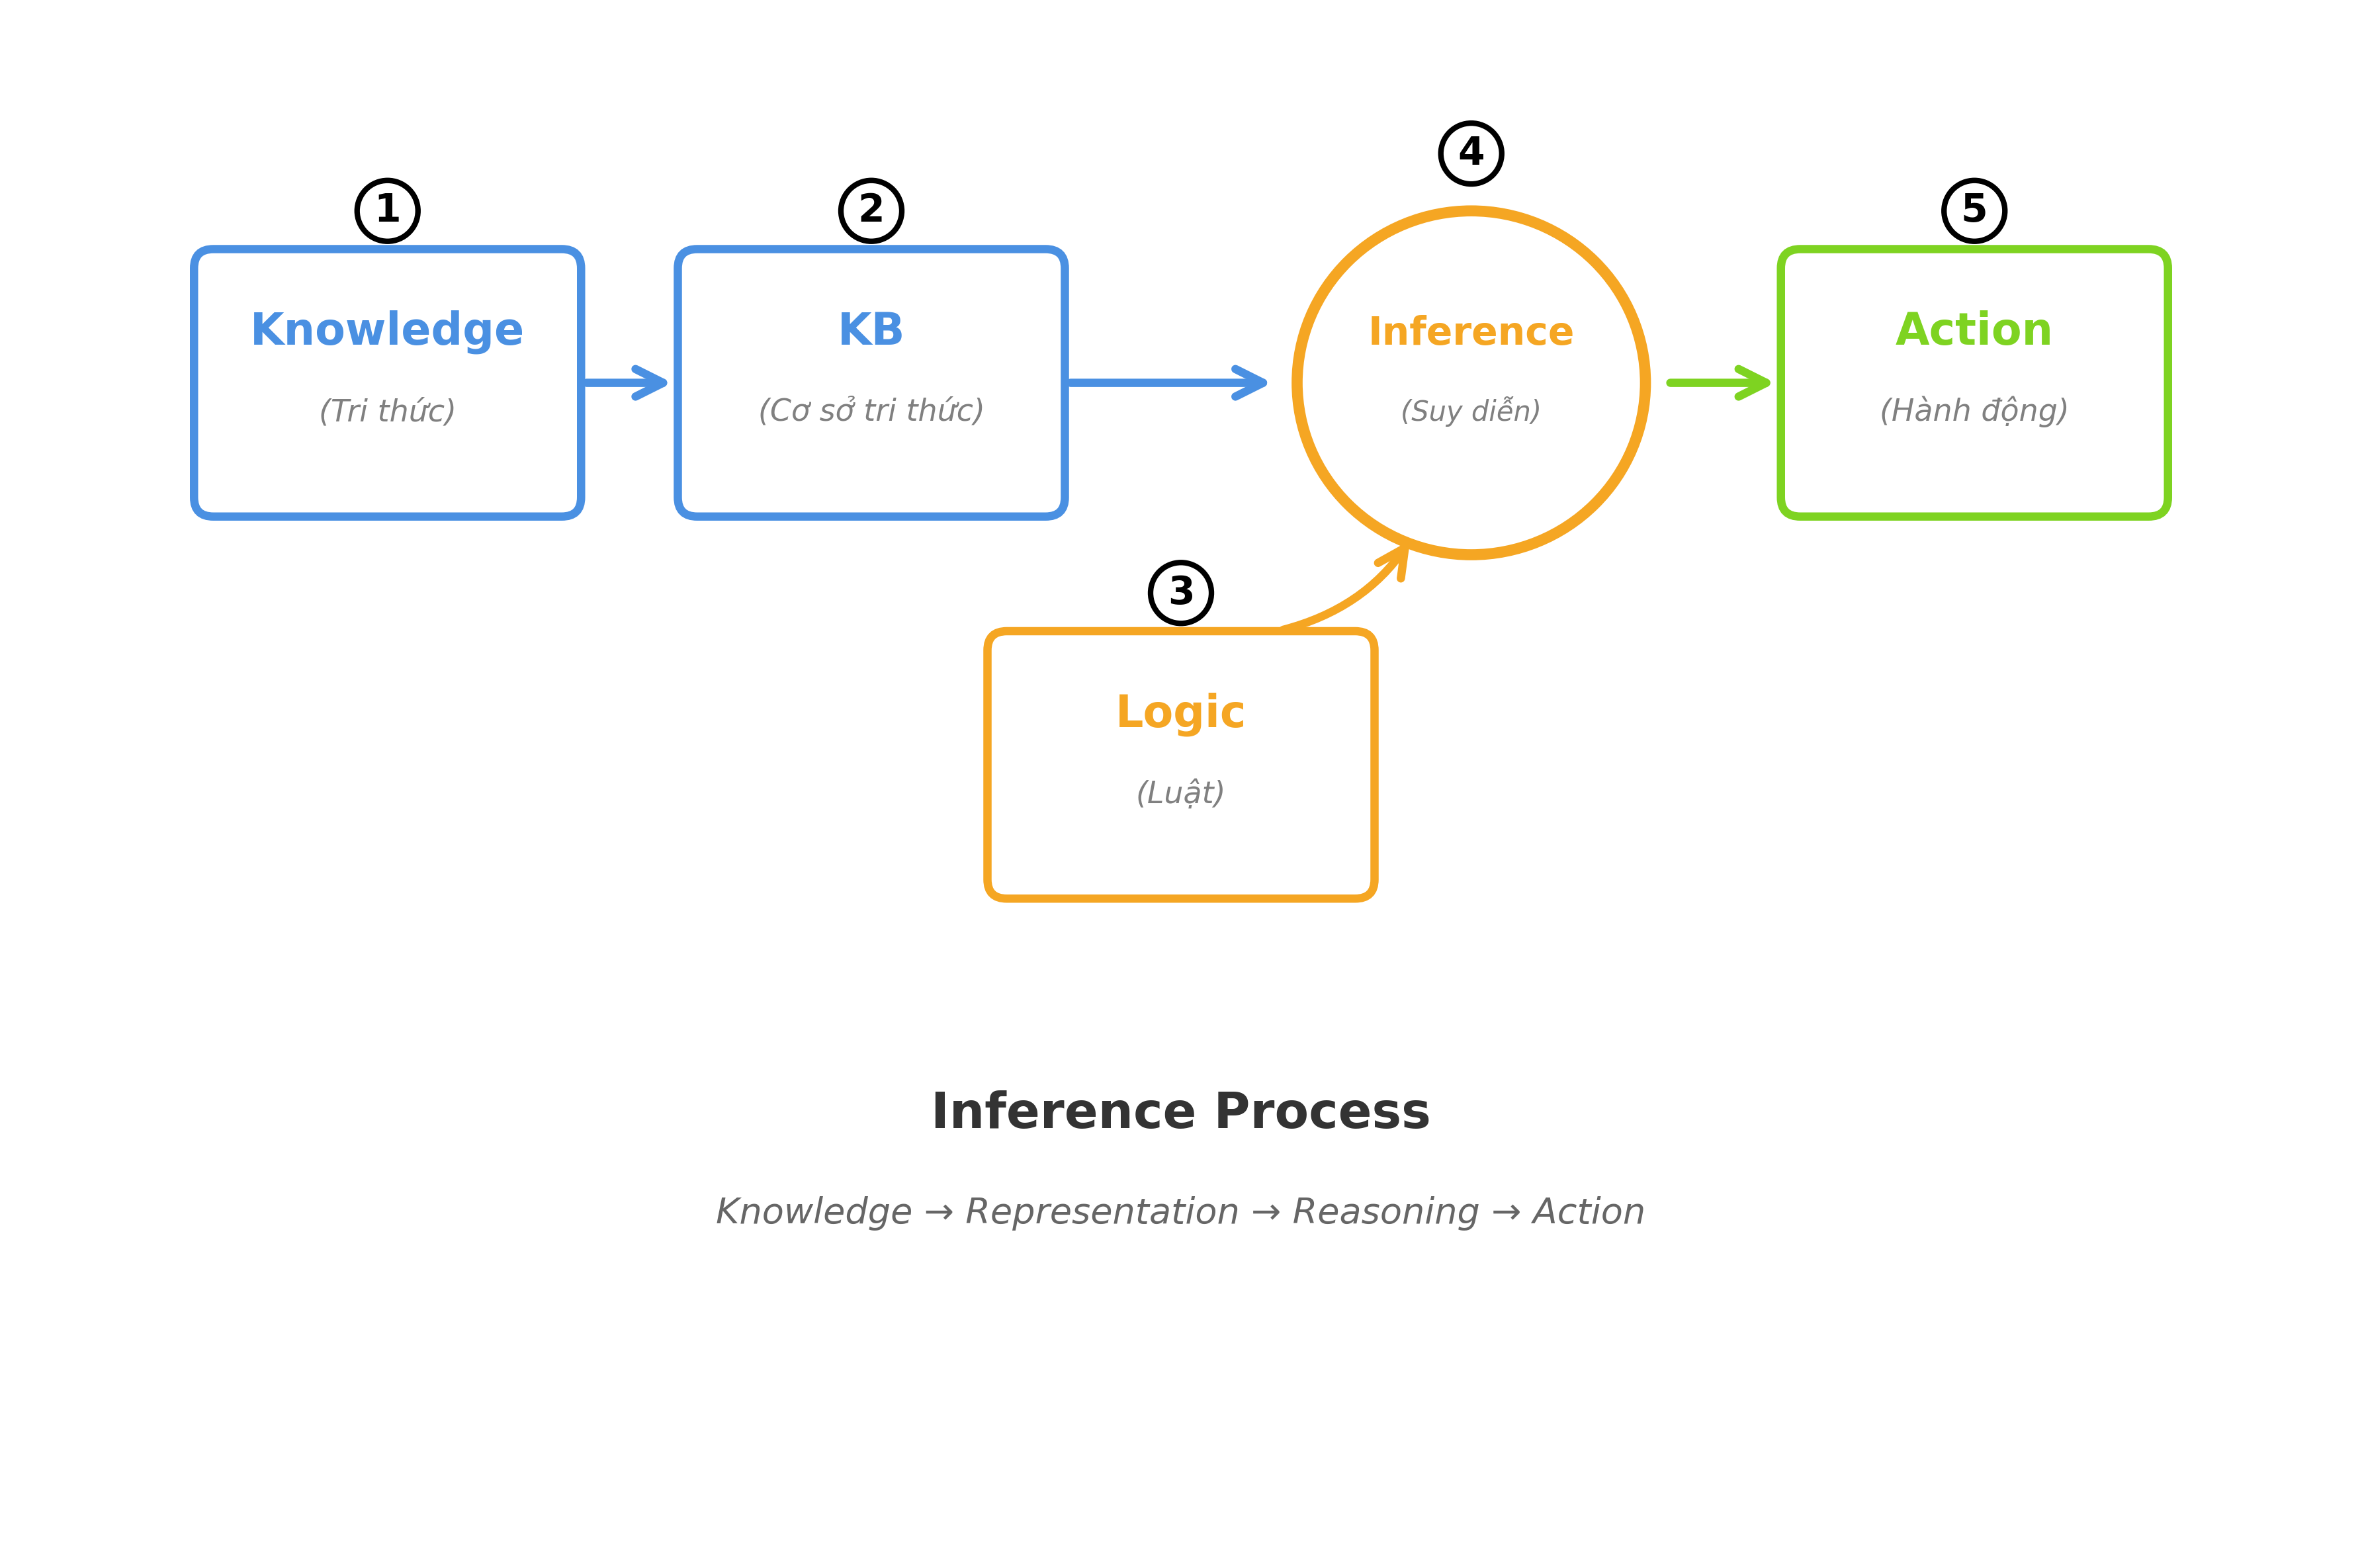 1
Knowledge
(Tri thức)
2
KB
(Cơ sở tri thức)
3
Logic
(Luật)
4
Inference
(Suy diễn)
5
Action
(Hành động)
Inference Process
Knowledge → Representation → Reasoning → Action